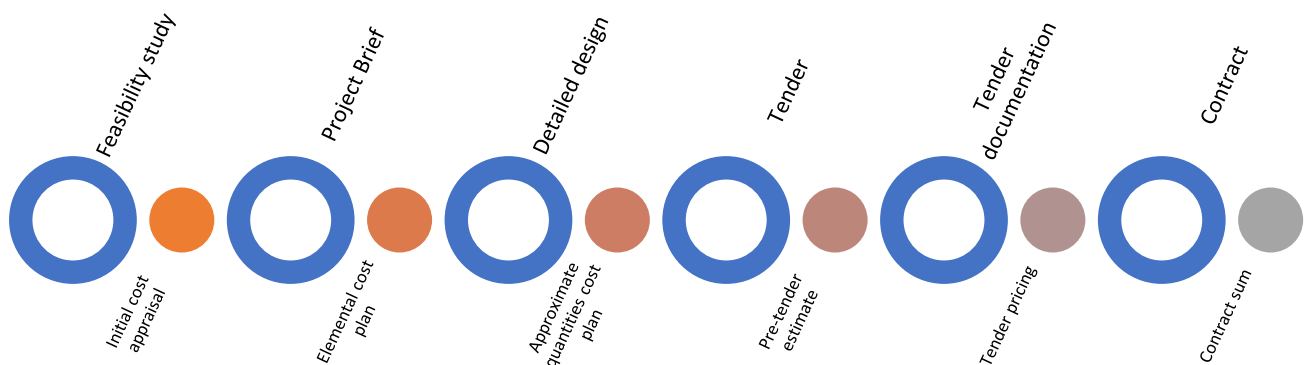 Feasibility study
Project Brief
Detailed design
Tender
Tender
documentation
Contract
Initial cost
appraisal
Elemental cost
plan
Approximate
quantities cost
plan
Pre-tender
estimate
Tender pricing
Contract sum